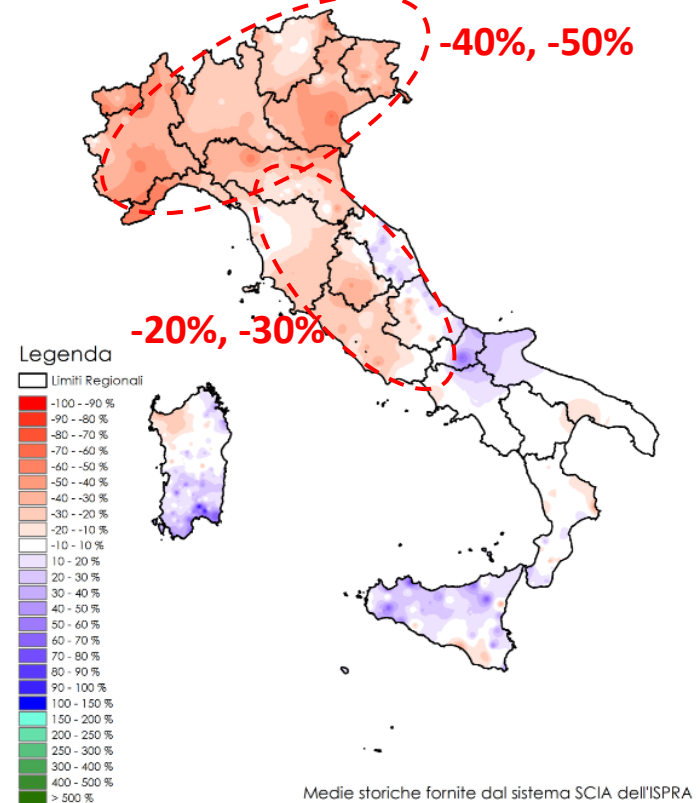 -40%, -50%
-20%, -30%
Legenda
Limiti Regionali
-100 - -90 %
-90 - -80 %
-80 - -70 %
-70 - -60 %
-60 - -50 %
-50 - -40 %
-40 - -30 %
-30 - -20 %
-20 - -10 %
-10 - 10 %
10 - 20 %
20 - 30 %
30 - 40 %
40 - 50 %
50 - 60 %
60 - 70 %
70 - 80 %
80 - 90 %
90 - 100 %
100 - 150 %
150 - 200 %
200 - 250 %
250 - 300 %
300 - 400 %
400 - 500 %
> 500 %
Medie storiche fornite dal sistema SCIA dell'ISPRA